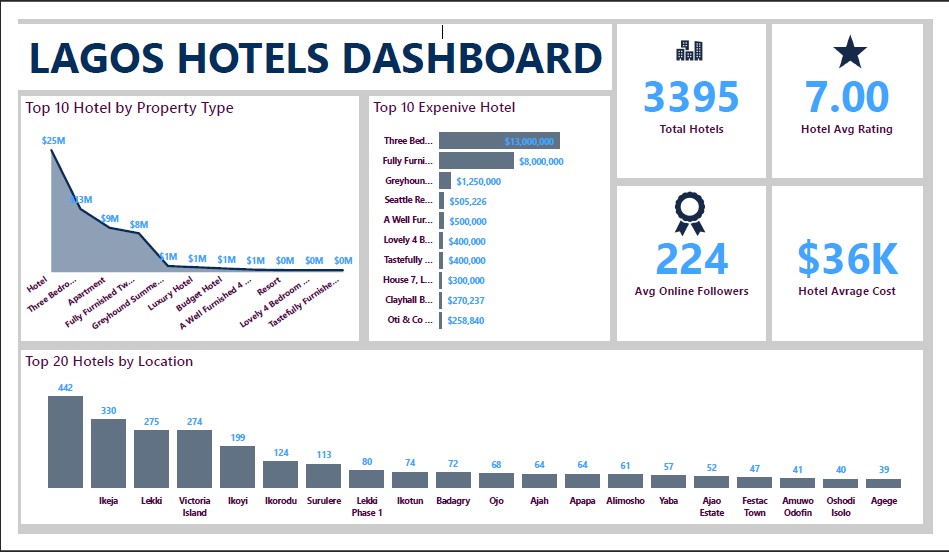 LAGOS HOTELS DASHBOARD
3395
Total Hotels
7.00
Hotel Avg Rating
Top 10 Hotel by Property Type
$25M
$13M
$9M
$8M
$1M
$1M
$1M
$1M
$0M
$0M
$0M
Hotel
Three Bedro...
Apartment
Fully Furnished Tw...
Greyhound Summe...
Luxury Hotel
Budget Hotel
A Well Furnished 4 ...
Resort
Lovely 4 Bedroom ...
Tastefully Furnishe...
Top 10 Expenive Hotel
Three Bed... $13,000,000
Fully Furni... $8,000,000
Greyhoun... $1,250,000
Seattle Re... $505,226
A Well Fur... $500,000
Lovely 4 B... $400,000
Tastefully ... $400,000
House 7, L... $300,000
Clayhall B... $270,237
Oti & Co ... $258,840
224
Avg Online Followers
$36K
Hotel Avrage Cost
Top 20 Hotels by Location
442
330
275
274
199
124
113
80
74
72
68
64
64
61
57
52
47
41
40
39
Ikeja
Lekki
Victoria
Island
Ikoyi
Ikorodu
Surulere
Lekki
Phase 1
Ikotun
Badagry
Ojo
Ajah
Apapa
Alimosho
Yaba
Ajao
Estate
Festac
Town
Amuwo
Odofin
Oshodi
Isolo
Agege